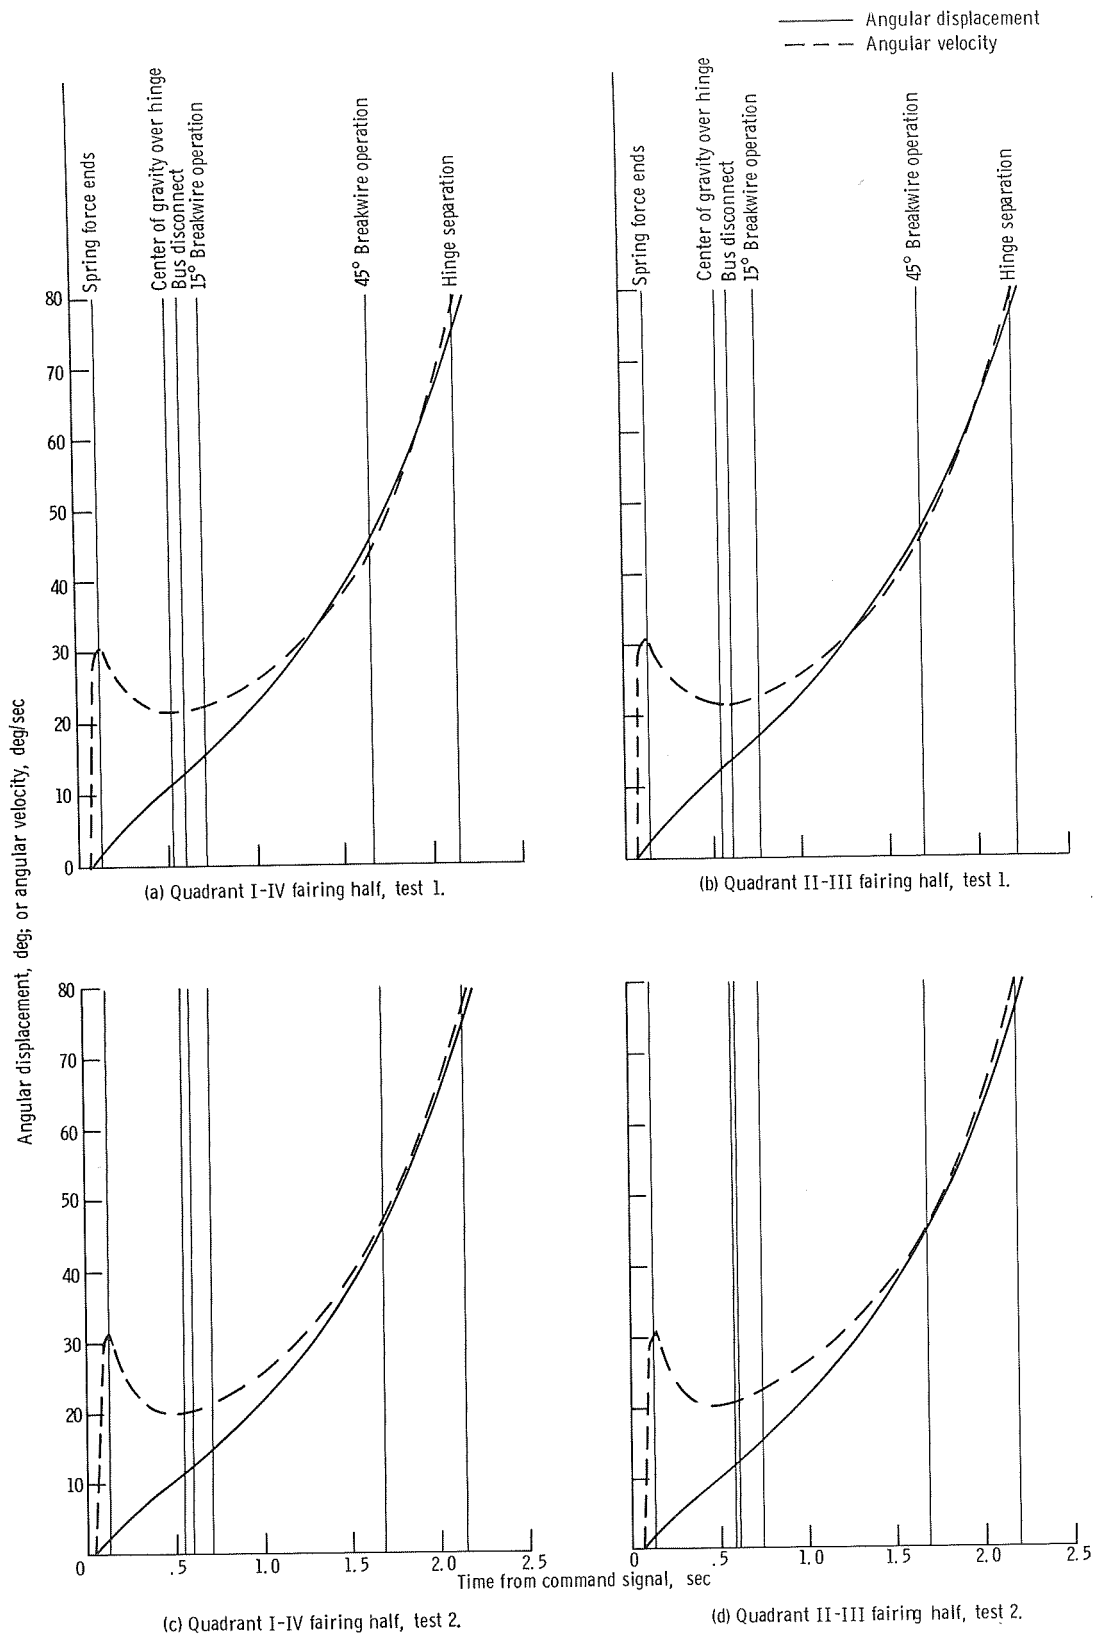 Angular displacement
Angular velocity
Spring force ends
Center of gravity over hinge
Bus disconnect
15° Breakwire operation
45° Breakwire operation
Hinge separation
Spring force ends
Center of gravity over hinge
Bus disconnect
15° Breakwire operation
45° Breakwire operation
Hinge separation
80
70
60
50
40
30
20
10
0
(a) Quadrant I-IV fairing half, test 1.
(b) Quadrant II-III fairing half, test 1.
Angular displacement, deg; or angular velocity, deg/sec
80
70
60
50
40
30
20
10
0 .5 1.0 1.5 2.0 2.5
0 .5 1.0 1.5 2.0 2.5
Time from command signal, sec
(c) Quadrant I-IV fairing half, test 2.
(d) Quadrant II-III fairing half, test 2.